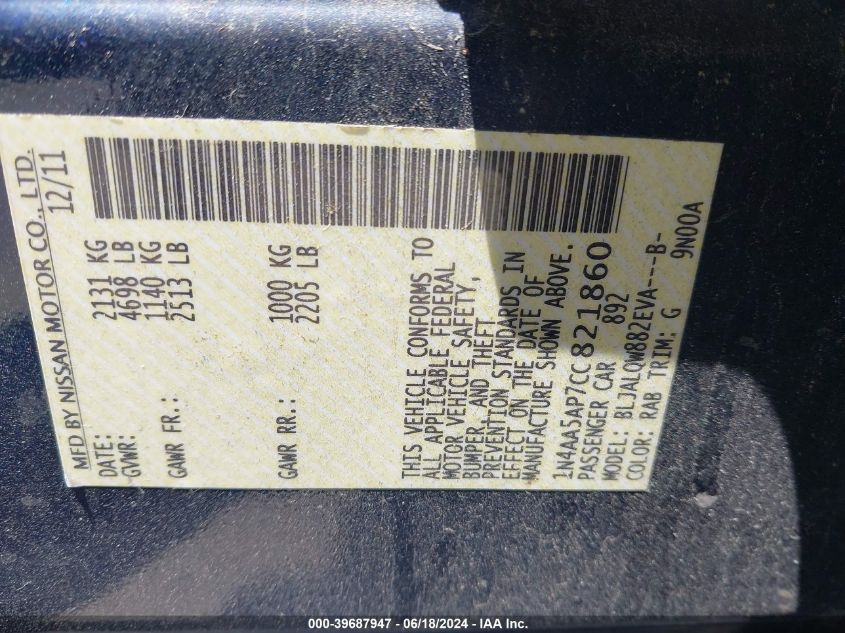 MFD BY NISSAN MOTOR CO., LTD.
DATE: 12/11
GVWR: 2131 KG
4698 LB
GAWR FR.: 1140 KG
2513 LB
GAWR RR.: 1000 KG
2205 LB
THIS VEHICLE CONFORMS TO
ALL APPLICABLE FEDERAL
MOTOR VEHICLE SAFETY,
BUMPER, AND THEFT
PREVENTION STANDARDS IN
EFFECT ON THE DATE OF
MANUFACTURE SHOWN ABOVE.
1N4AA5AP7CC821860
PASSENGER CAR 892
MODEL: BLJALQW882EVA---B-
COLOR: RAB TRIM: G 9N00A
000-39687947 - 06/18/2024 - IAA Inc.